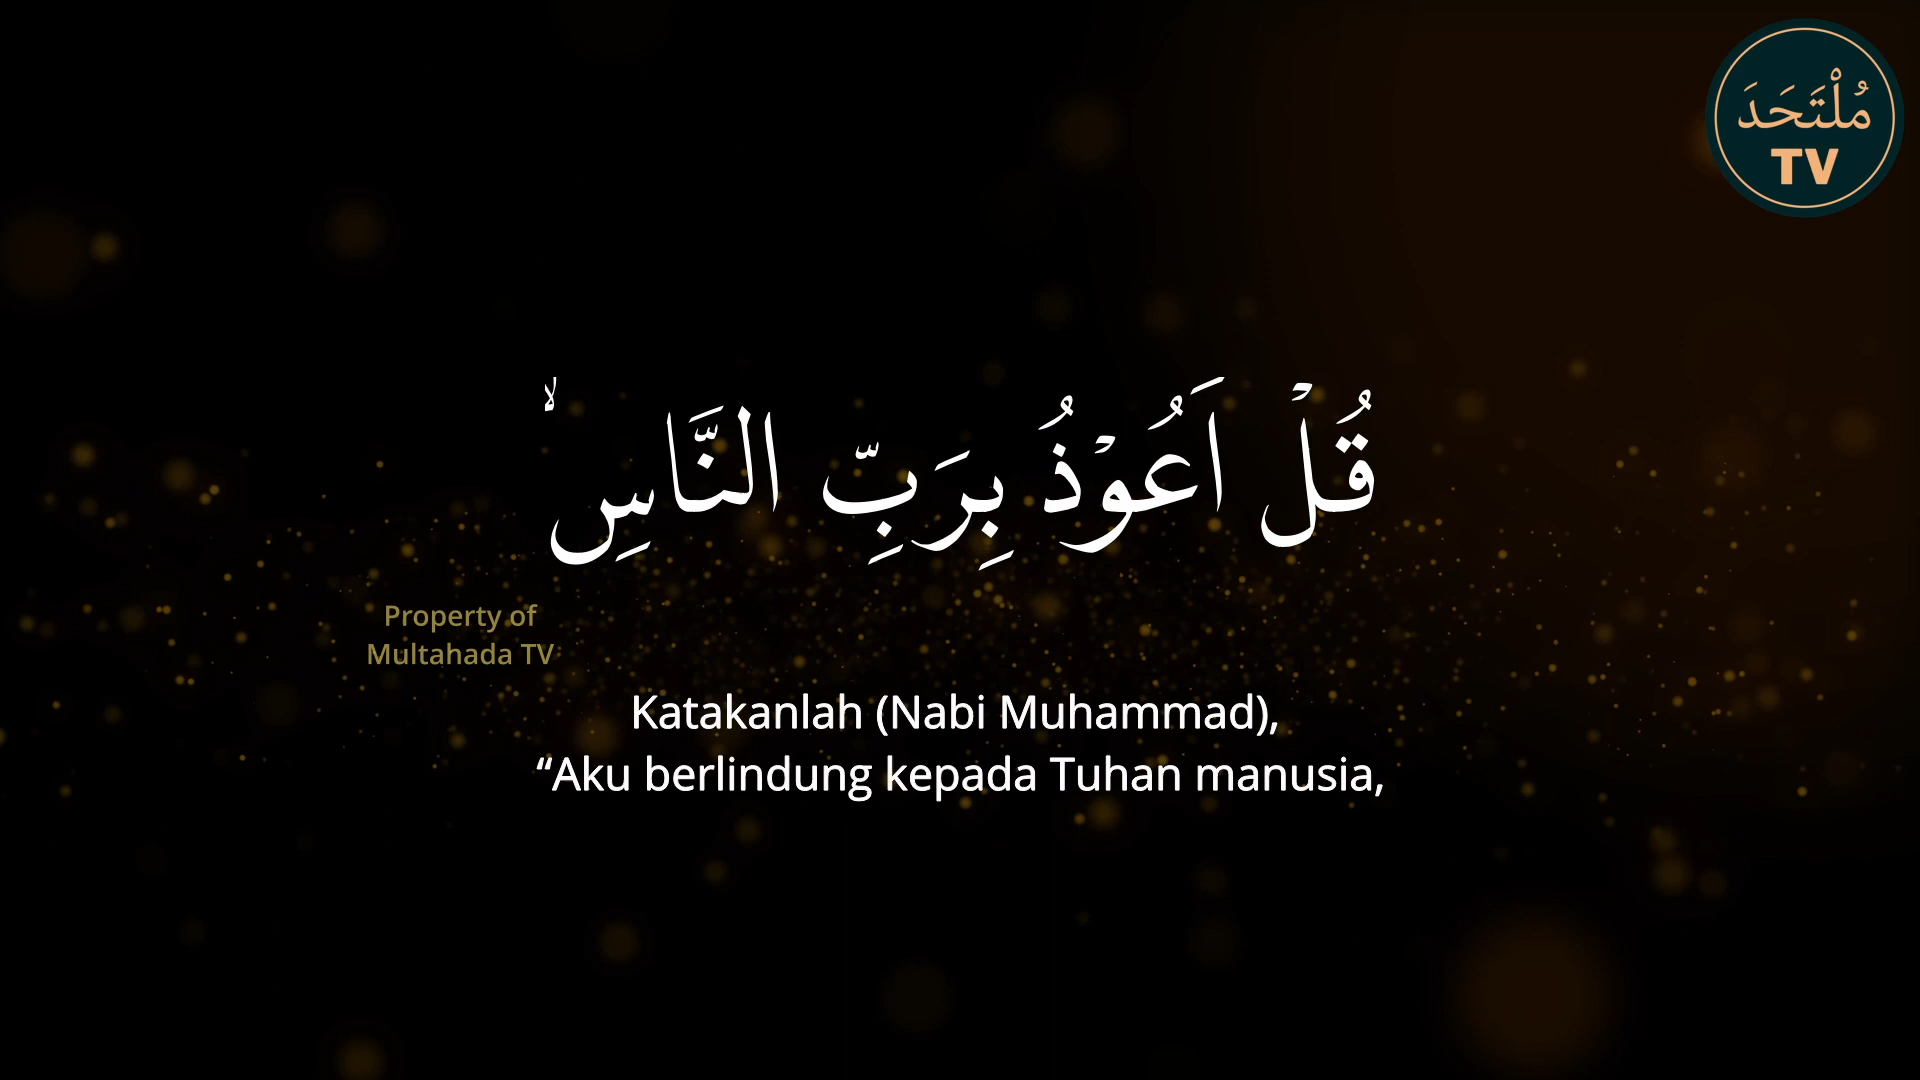 مُلْتَحَدَ
TV
قُلْ اَعُوْذُ بِرَبِّ النَّاسِۙ
Property of
Multahada TV
Katakanlah (Nabi Muhammad),
“Aku berlindung kepada Tuhan manusia,